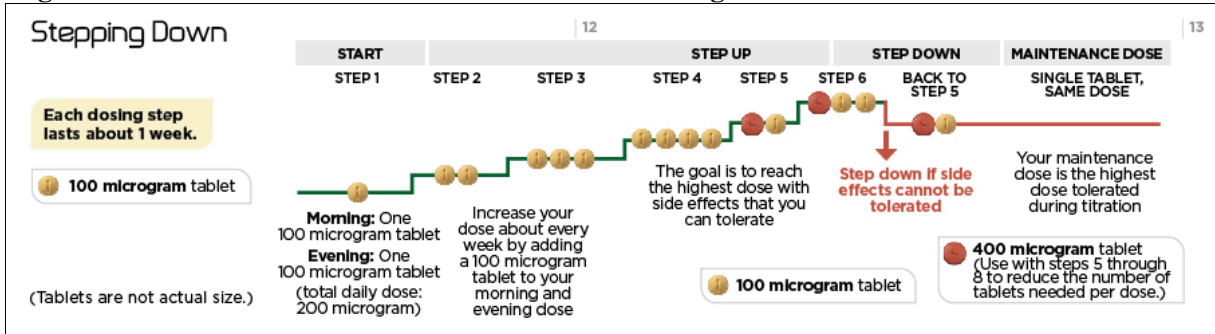 Stepping Down
12
13
START
STEP UP
STEP DOWN
MAINTENANCE DOSE
STEP 1
STEP 2
STEP 3
STEP 4
STEP 5
STEP 6
BACK TO
STEP 5
SINGLE TABLET,
SAME DOSE
Each dosing step
lasts about 1 week.
100 microgram tablet
Morning: One
100 microgram tablet
Evening: One
100 microgram tablet
(total daily dose:
200 microgram)
Increase your
dose about every
week by adding
a 100 microgram
tablet to your
morning and
evening dose
The goal is to reach
the highest dose with
side effects that you
can tolerate
Step down if side
effects cannot be
tolerated
Your maintenance
dose is the highest
dose tolerated
during titration
(Tablets are not actual size.)
100 microgram tablet
400 microgram tablet
(Use with steps 5 through
8 to reduce the number of
tablets needed per dose.)